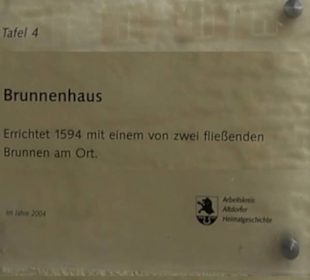 Tafel 4
Brunnenhaus
Errichtet 1594 mit einem von zwei fließenden
Brunnen am Ort.
im Jahre 2004
Arbeitskreis
Altdorfer
Heimatgeschichte